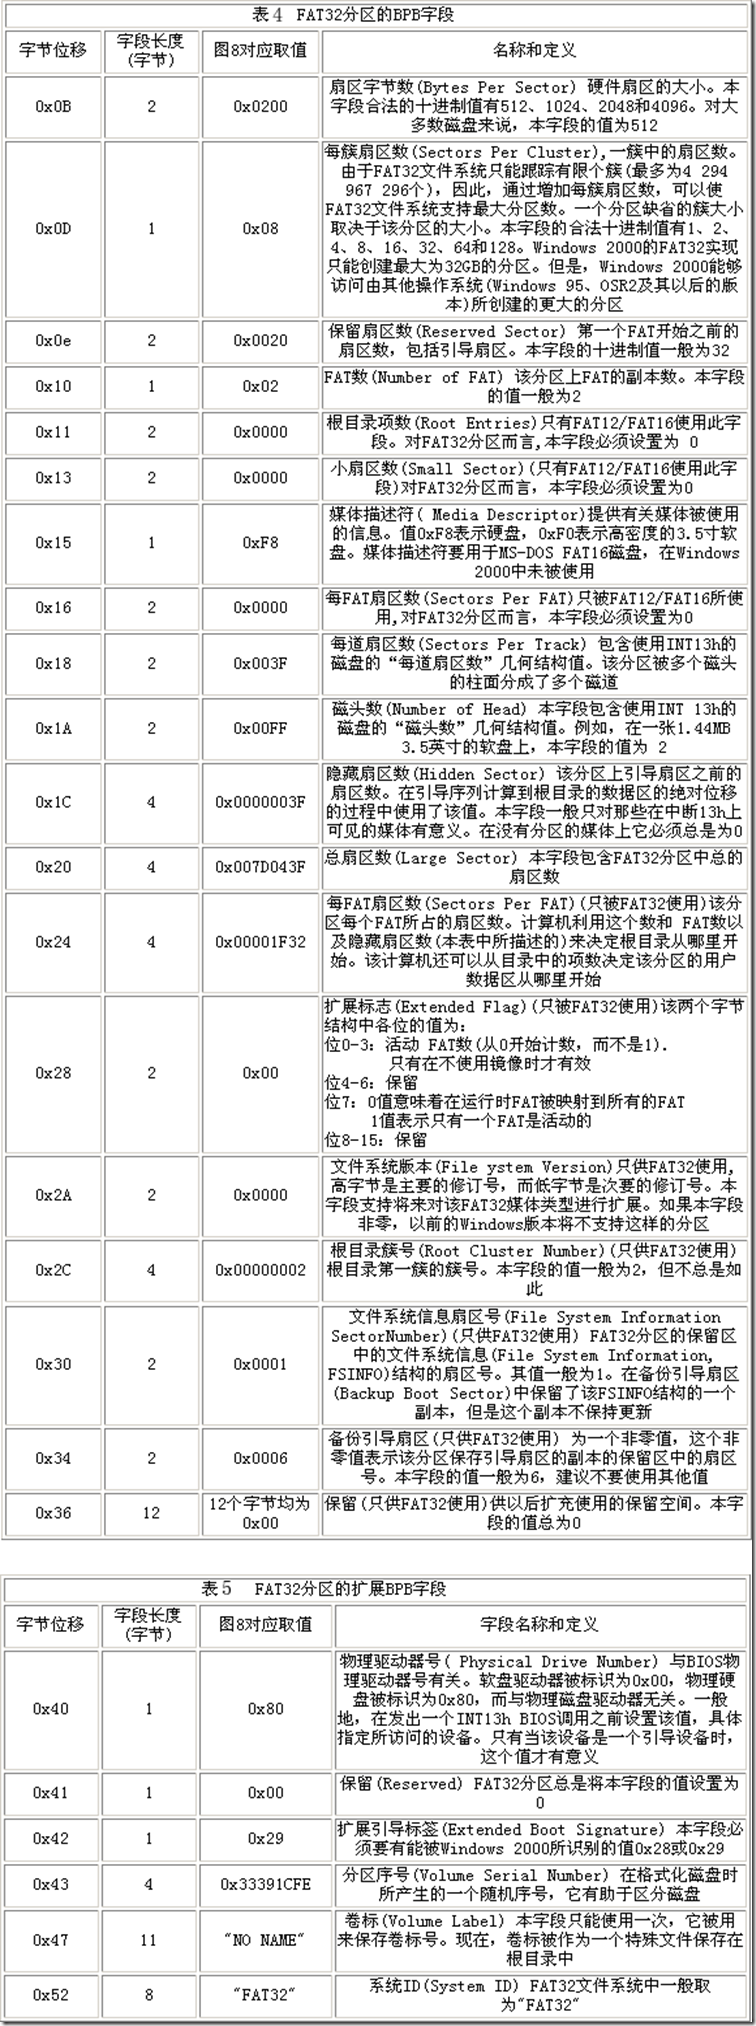 表4 FAT32分区的BPB字段
字节位移
字段长度
(字节)
图8对应取值
名称和定义
0x0B
2
0x0200
扇区字节数(Bytes Per Sector) 硬件扇区的大小。本
字段合法的十进制值有512、1024、2048和4096。对大
多数磁盘来说，本字段的值为512
0x0D
1
0x08
每簇扇区数(Sectors Per Cluster),一簇中的扇区数。
由于FAT32文件系统只能跟踪有限个簇(最多为4 294
967 296个)，因此，通过增加每簇扇区数，可以使
FAT32文件系统支持最大分区数。一个分区缺省的簇大小
取决于该分区的大小。本字段的合法十进制值有1、2、
4、8、16、32、64和128。Windows 2000的FAT32实现
只能创建最大为32GB的分区。但是，Windows 2000能够
访问由其他操作系统(Windows 95、OSR2及其以后的版
本)所创建的更大的分区
0x0e
2
0x0020
保留扇区数(Reserved Sector) 第一个FAT开始之前的
扇区数，包括引导扇区。本字段的十进制值一般为32
0x10
1
0x02
FAT数(Number of FAT) 该分区上FAT的副本数。本字段
的值一般为2
0x11
2
0x0000
根目录项数(Root Entries)只有FAT12/FAT16使用此字
段。对FAT32分区而言,本字段必须设置为 0
0x13
2
0x0000
小扇区数(Small Sector)(只有FAT12/FAT16使用此字
段)对FAT32分区而言，本字段必须设置为0
0x15
1
0xF8
媒体描述符( Media Descriptor)提供有关媒体被使用
的信息。值0xF8表示硬盘，0xF0表示高密度的3.5寸软
盘。媒体描述符要用于MS-DOS FAT16磁盘，在Windows
2000中未被使用
0x16
2
0x0000
每FAT扇区数(Sectors Per FAT)只被FAT12/FAT16所使
用,对FAT32分区而言，本字段必须设置为0
0x18
2
0x003F
每道扇区数(Sectors Per Track) 包含使用INT13h的
磁盘的“每道扇区数”几何结构值。该分区被多个磁头
的柱面分成了多个磁道
0x1A
2
0x00FF
磁头数(Number of Head) 本字段包含使用INT 13h的
磁盘的“磁头数”几何结构值。例如，在一张1.44MB
3.5英寸的软盘上，本字段的值为 2
0x1C
4
0x0000003F
隐藏扇区数(Hidden Sector) 该分区上引导扇区之前的
扇区数。在引导序列计算到根目录的数据区的绝对位移
的过程中使用了该值。本字段一般只对那些在中断13h上
可见的媒体有意义。在没有分区的媒体上它必须总是为0
0x20
4
0x007D043F
总扇区数(Large Sector) 本字段包含FAT32分区中总的
扇区数
0x24
4
0x00001F32
每FAT扇区数(Sectors Per FAT)(只被FAT32使用)该分
区每个FAT所占的扇区数。计算机利用这个数和 FAT数以
及隐藏扇区数(本表中所描述的)来决定根目录从哪里开
始。该计算机还可以从目录中的项数决定该分区的用户
数据区从哪里开始
0x28
2
0x00
扩展标志(Extended Flag)(只被FAT32使用)该两个字节
结构中各位的值为：
位0-3：活动 FAT数(从0开始计数，而不是1).
只有在不使用镜像时才有效
位4-6：保留
位7：0值意味着在运行时FAT被映射到所有的FAT
1值表示只有一个FAT是活动的
位8-15：保留
0x2A
2
0x0000
文件系统版本(File ystem Version)只供FAT32使用,
高字节是主要的修订号，而低字节是次要的修订号。本
字段支持将来对该FAT32媒体类型进行扩展。如果本字段
非零，以前的Windows版本将不支持这样的分区
0x2C
4
0x00000002
根目录簇号(Root Cluster Number)(只供FAT32使用)
根目录第一簇的簇号。本字段的值一般为2，但不总是如
此
0x30
2
0x0001
文件系统信息扇区号(File System Information
SectorNumber)(只供FAT32使用) FAT32分区的保留区
中的文件系统信息(File System Information,
FSINFO)结构的扇区号。其值一般为1。在备份引导扇区
(Backup Boot Sector)中保留了该FSINFO结构的一个
副本，但是这个副本不保持更新
0x34
2
0x0006
备份引导扇区(只供FAT32使用) 为一个非零值，这个非
零值表示该分区保存引导扇区的副本的保留区中的扇区
号。本字段的值一般为6，建议不要使用其他值
0x36
12
12个字节均为
0x00
保留(只供FAT32使用)供以后扩充使用的保留空间。本字
段的值总为0
表5 FAT32分区的扩展BPB字段
字节位移
字段长度
(字节)
图8对应取值
字段名称和定义
0x40
1
0x80
物理驱动器号( Physical Drive Number) 与BIOS物
理驱动器号有关。软盘驱动器被标识为0x00，物理硬
盘被标识为0x80，而与物理磁盘驱动器无关。一般
地，在发出一个INT13h BIOS调用之前设置该值，具体
指定所访问的设备。只有当该设备是一个引导设备时，
这个值才有意义
0x41
1
0x00
保留(Reserved) FAT32分区总是将本字段的值设置为
0
0x42
1
0x29
扩展引导标签(Extended Boot Signature) 本字段必
须要有能被Windows 2000所识别的值0x28或0x29
0x43
4
0x33391CFE
分区序号(Volume Serial Number) 在格式化磁盘时
所产生的一个随机序号，它有助于区分磁盘
0x47
11
"NO NAME"
卷标(Volume Label) 本字段只能使用一次，它被用
来保存卷标号。现在，卷标被作为一个特殊文件保存在
根目录中
0x52
8
"FAT32"
系统ID(System ID) FAT32文件系统中一般取
为"FAT32"